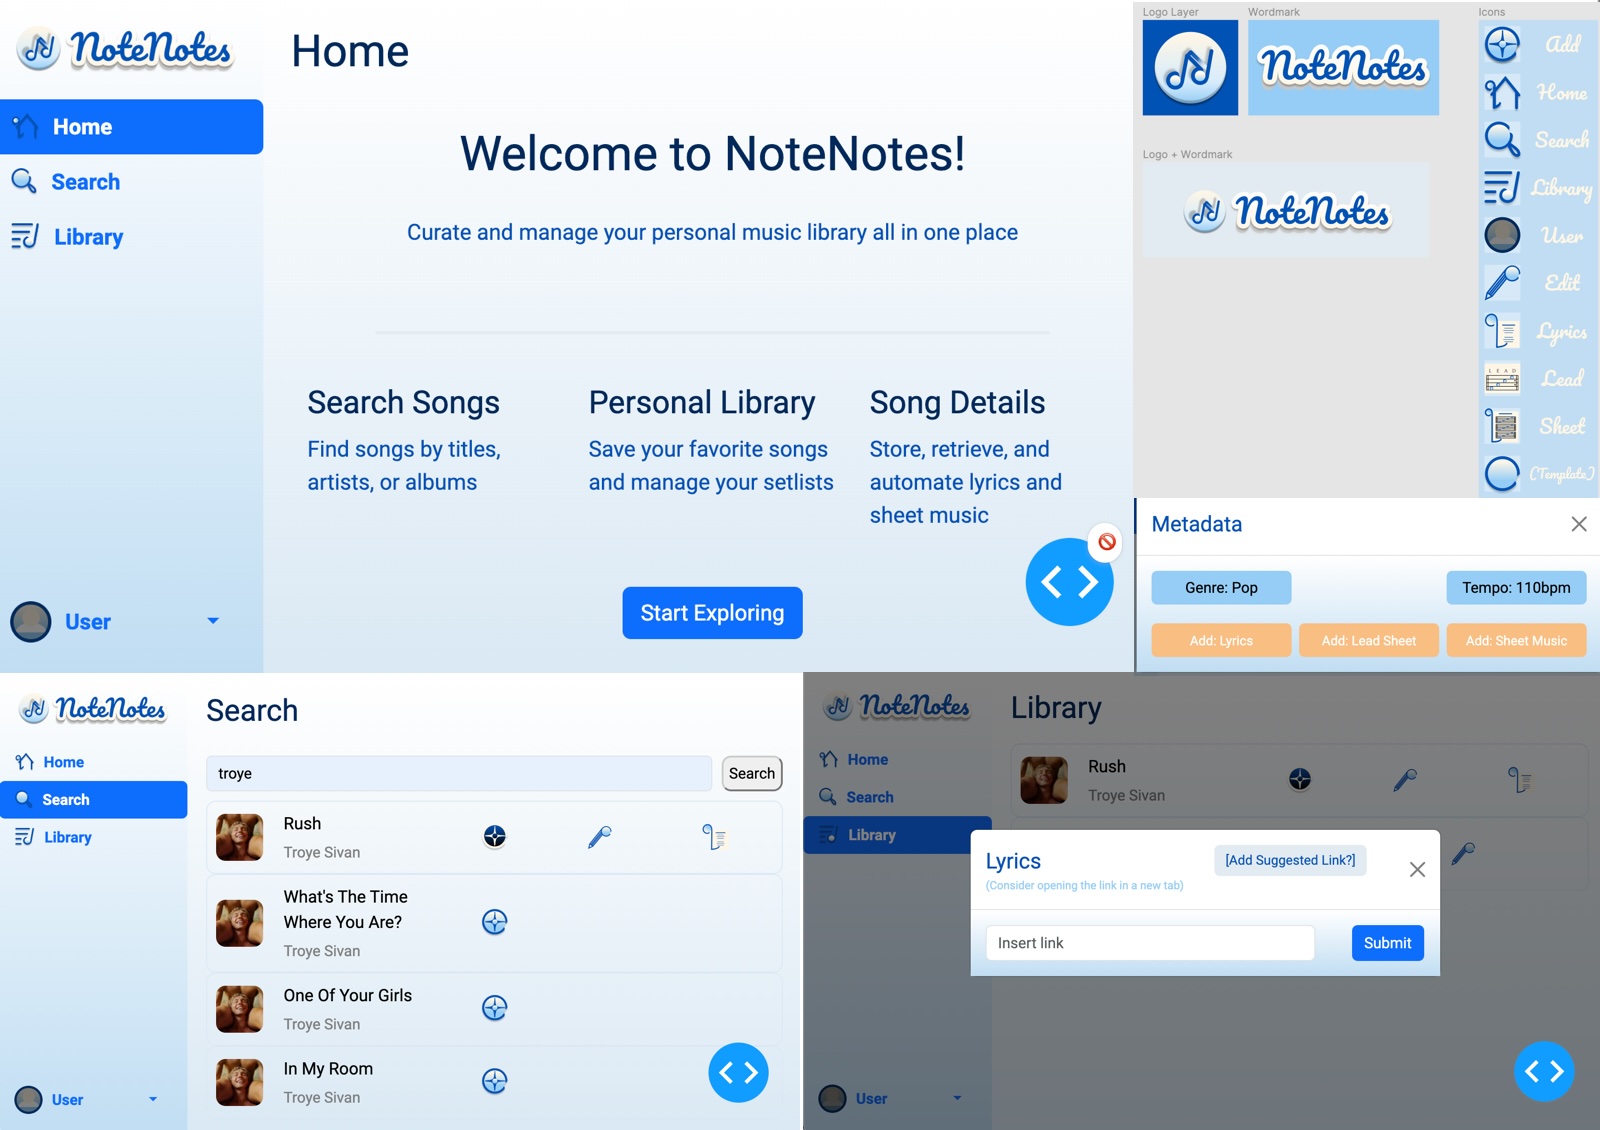 NoteNotes
Home
Search
Library
User
Home
Welcome to NoteNotes!
Curate and manage your personal music library all in one place
Search Songs
Find songs by titles,
artists, or albums
Personal Library
Save your favorite songs
and manage your setlists
Song Details
Store, retrieve, and
automate lyrics and
sheet music
Start Exploring
Logo Layer
Wordmark
NoteNotes
Logo + Wordmark
NoteNotes
Icons
Add
Home
Search
Library
User
Edit
Lyrics
LEAD
Lead
Sheet
(Template)
Metadata
Genre: Pop
Tempo: 110bpm
Add: Lyrics
Add: Lead Sheet
Add: Sheet Music
NoteNotes
Home
Search
Library
User
Search
troye
Search
Rush
Troye Sivan
What's The Time
Where You Are?
Troye Sivan
One Of Your Girls
Troye Sivan
In My Room
Troye Sivan
NoteNotes
Home
Search
Library
User
Library
Rush
Troye Sivan
Lyrics
[Add Suggested Link?]
(Consider opening the link in a new tab)
Insert link
Submit